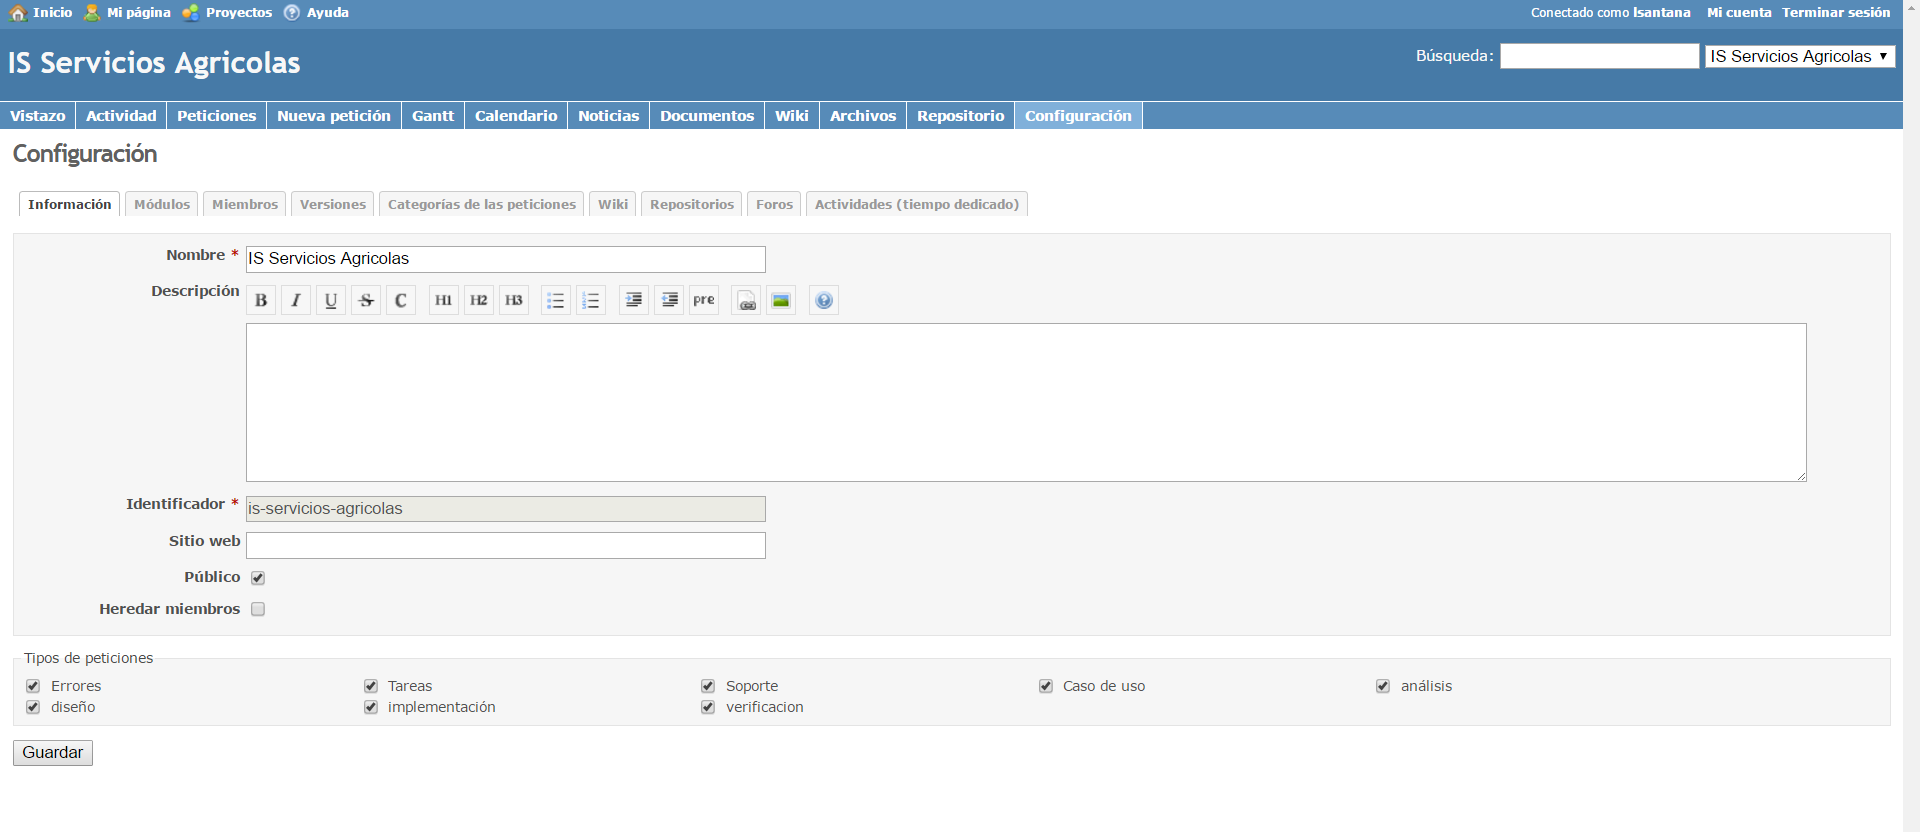 Inicio Mi página Proyectos Ayuda Conectado como lsantana Mi cuenta Terminar sesión
IS Servicios Agricolas Búsqueda: IS Servicios Agricolas
Vistazo Actividad Peticiones Nueva petición Gantt Calendario Noticias Documentos Wiki Archivos Repositorio Configuración
Configuración
Información Módulos Miembros Versiones Categorías de las peticiones Wiki Repositorios Foros Actividades (tiempo dedicado)
Nombre * IS Servicios Agricolas
Descripción B I U S C H1 H2 H3 pre
Identificador * is-servicios-agricolas
Sitio web
Público
Heredar miembros
Tipos de peticiones
Errores Tareas Soporte Caso de uso análisis
diseño implementación verificacion
Guardar